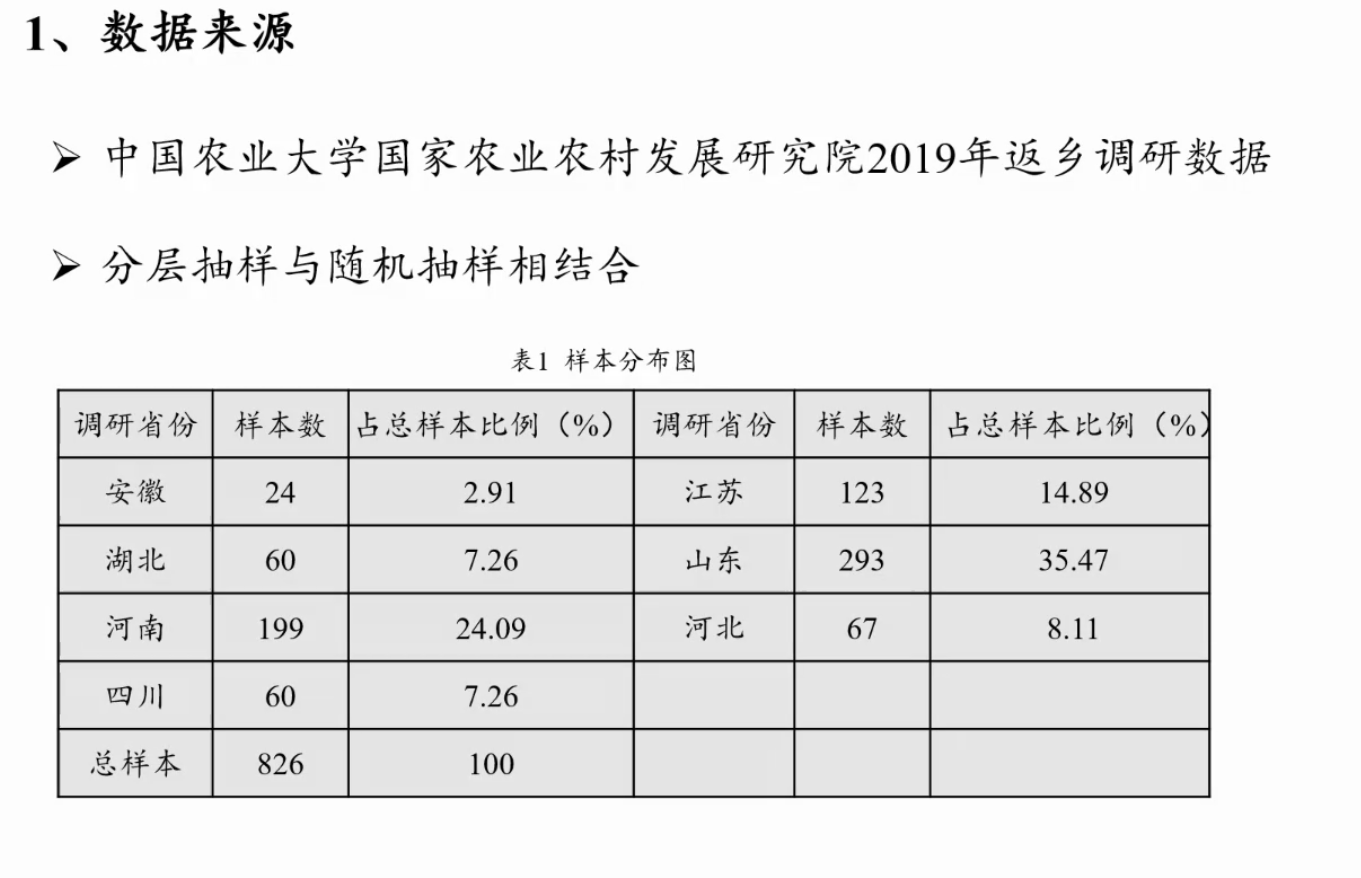 1、数据来源
➢ 中国农业大学国家农业农村发展研究院2019年返乡调研数据
➢ 分层抽样与随机抽样相结合
表1 样本分布图
调研省份 样本数 占总样本比例（%） 调研省份 样本数 占总样本比例（%）
安徽 24 2.91 江苏 123 14.89
湖北 60 7.26 山东 293 35.47
河南 199 24.09 河北 67 8.11
四川 60 7.26
总样本 826 100